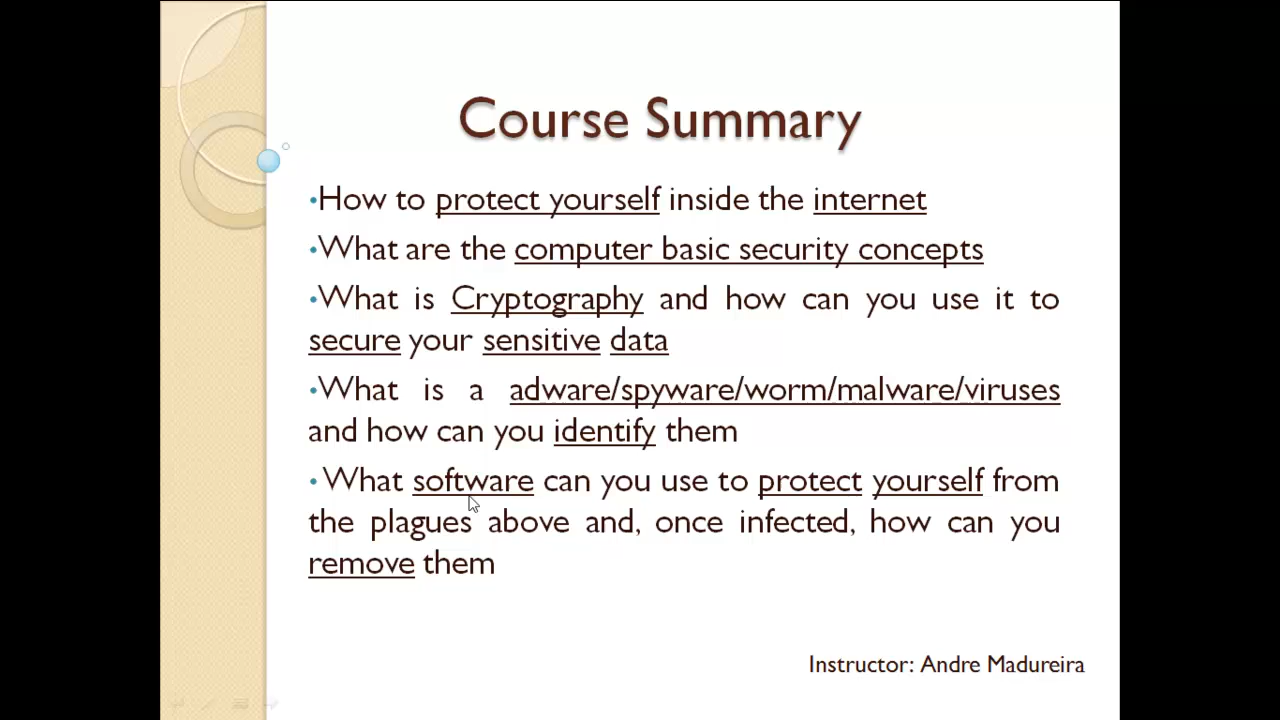 Course Summary
•How to protect yourself inside the internet
•What are the computer basic security concepts
•What is Cryptography and how can you use it to
secure your sensitive data
•What is a adware/spyware/worm/malware/viruses
and how can you identify them
• What software can you use to protect yourself from
the plagues above and, once infected, how can you
remove them
Instructor: Andre Madureira